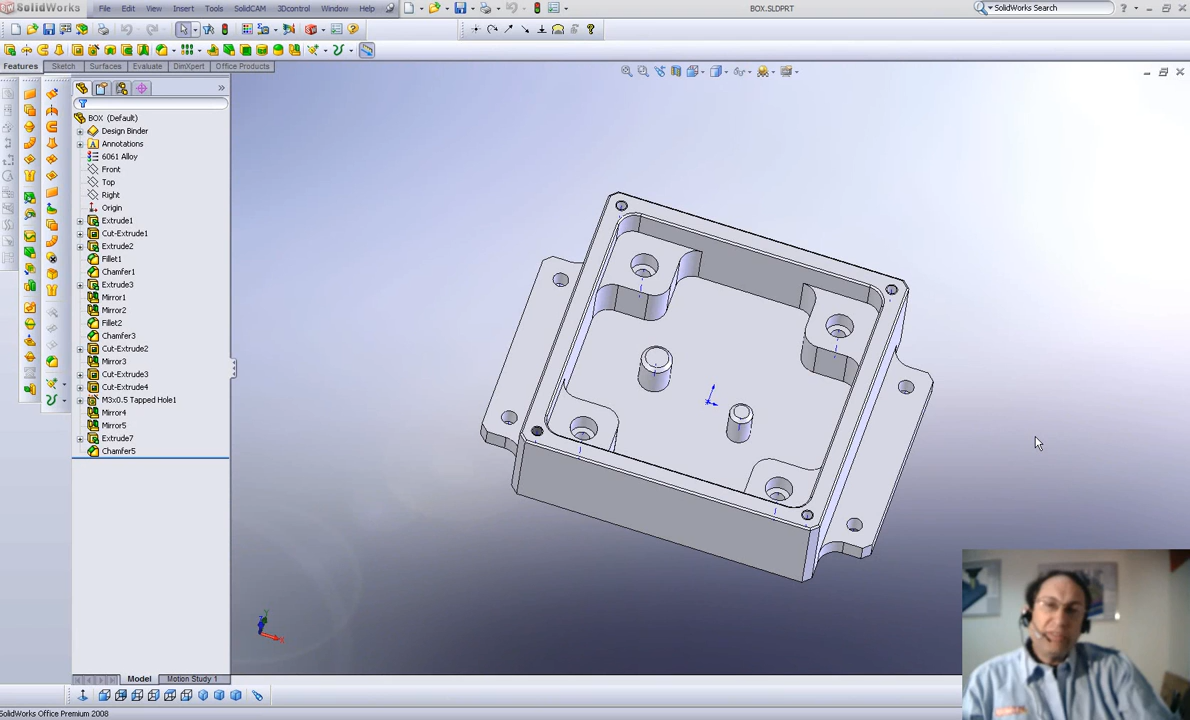 SolidWorks File Edit View Insert Tools SolidCAM 3Dcontrol Window Help BOX.SLDPRT SolidWorks Search
Features Sketch Surfaces Evaluate DimXpert Office Products
BOX (Default)
Design Binder
Annotations
6061 Alloy
Front
Top
Right
Origin
Extrude1
Cut-Extrude1
Extrude2
Fillet1
Chamfer1
Extrude3
Mirror1
Mirror2
Fillet2
Chamfer3
Cut-Extrude2
Mirror3
Cut-Extrude3
Cut-Extrude4
M3x0.5 Tapped Hole1
Mirror4
Mirror5
Extrude7
Chamfer5
Model Motion Study 1
SolidWorks Office Premium 2008